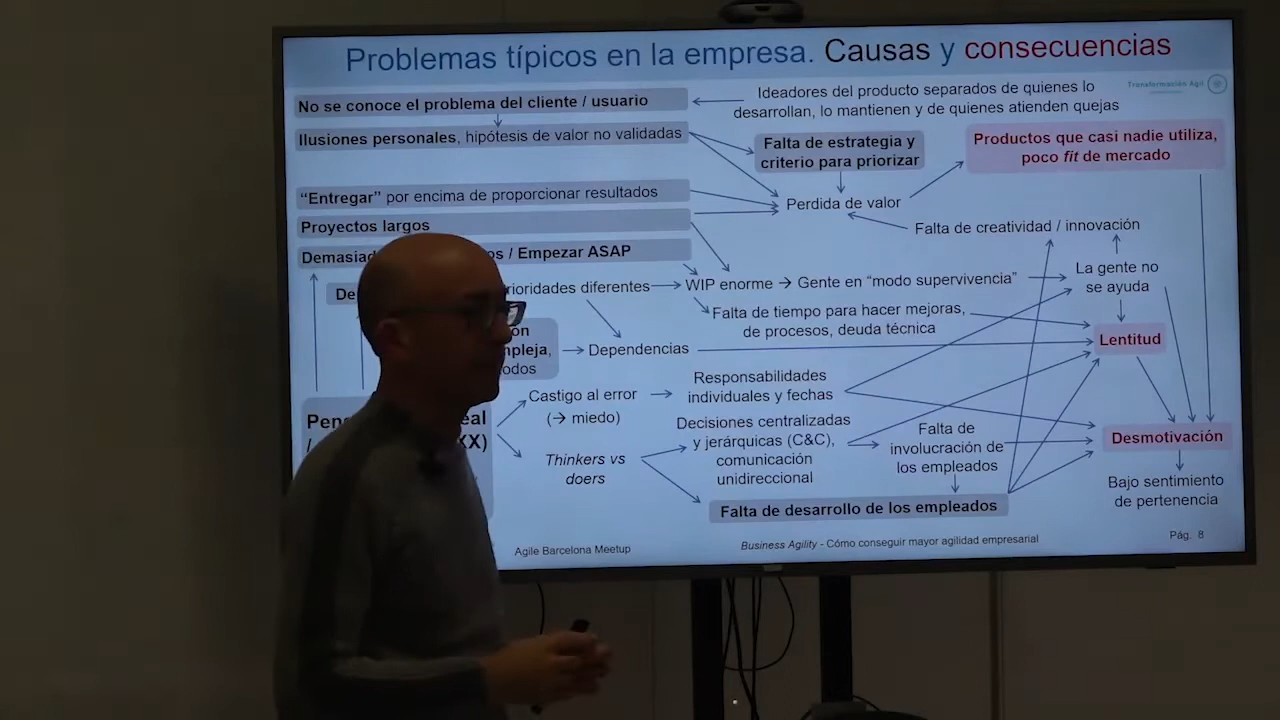 Problemas típicos en la empresa. Causas y consecuencias
Transformación Agil
No se conoce el problema del cliente / usuario
Ideadores del producto separados de quienes lo
desarrollan, lo mantienen y de quienes atienden quejas
Ilusiones personales, hipótesis de valor no validadas
Falta de estrategia y
criterio para priorizar
Productos que casi nadie utiliza,
poco fit de mercado
“Entregar” por encima de proporcionar resultados
Perdida de valor
Proyectos largos
Falta de creatividad / innovación
/ Empezar ASAP
La gente no
se ayuda
prioridades diferentes
WIP enorme → Gente en “modo supervivencia”
Falta de tiempo para hacer mejoras,
de procesos, deuda técnica
Lentitud
Dependencias
Castigo al error
(→ miedo)
Responsabilidades
individuales y fechas
Thinkers vs
doers
Decisiones centralizadas
y jerárquicas (C&C),
comunicación
unidireccional
Falta de
involucración de
los empleados
Desmotivación
Bajo sentimiento
de pertenencia
Falta de desarrollo de los empleados
Agile Barcelona Meetup
Business Agility - Cómo conseguir mayor agilidad empresarial
Pág. 8